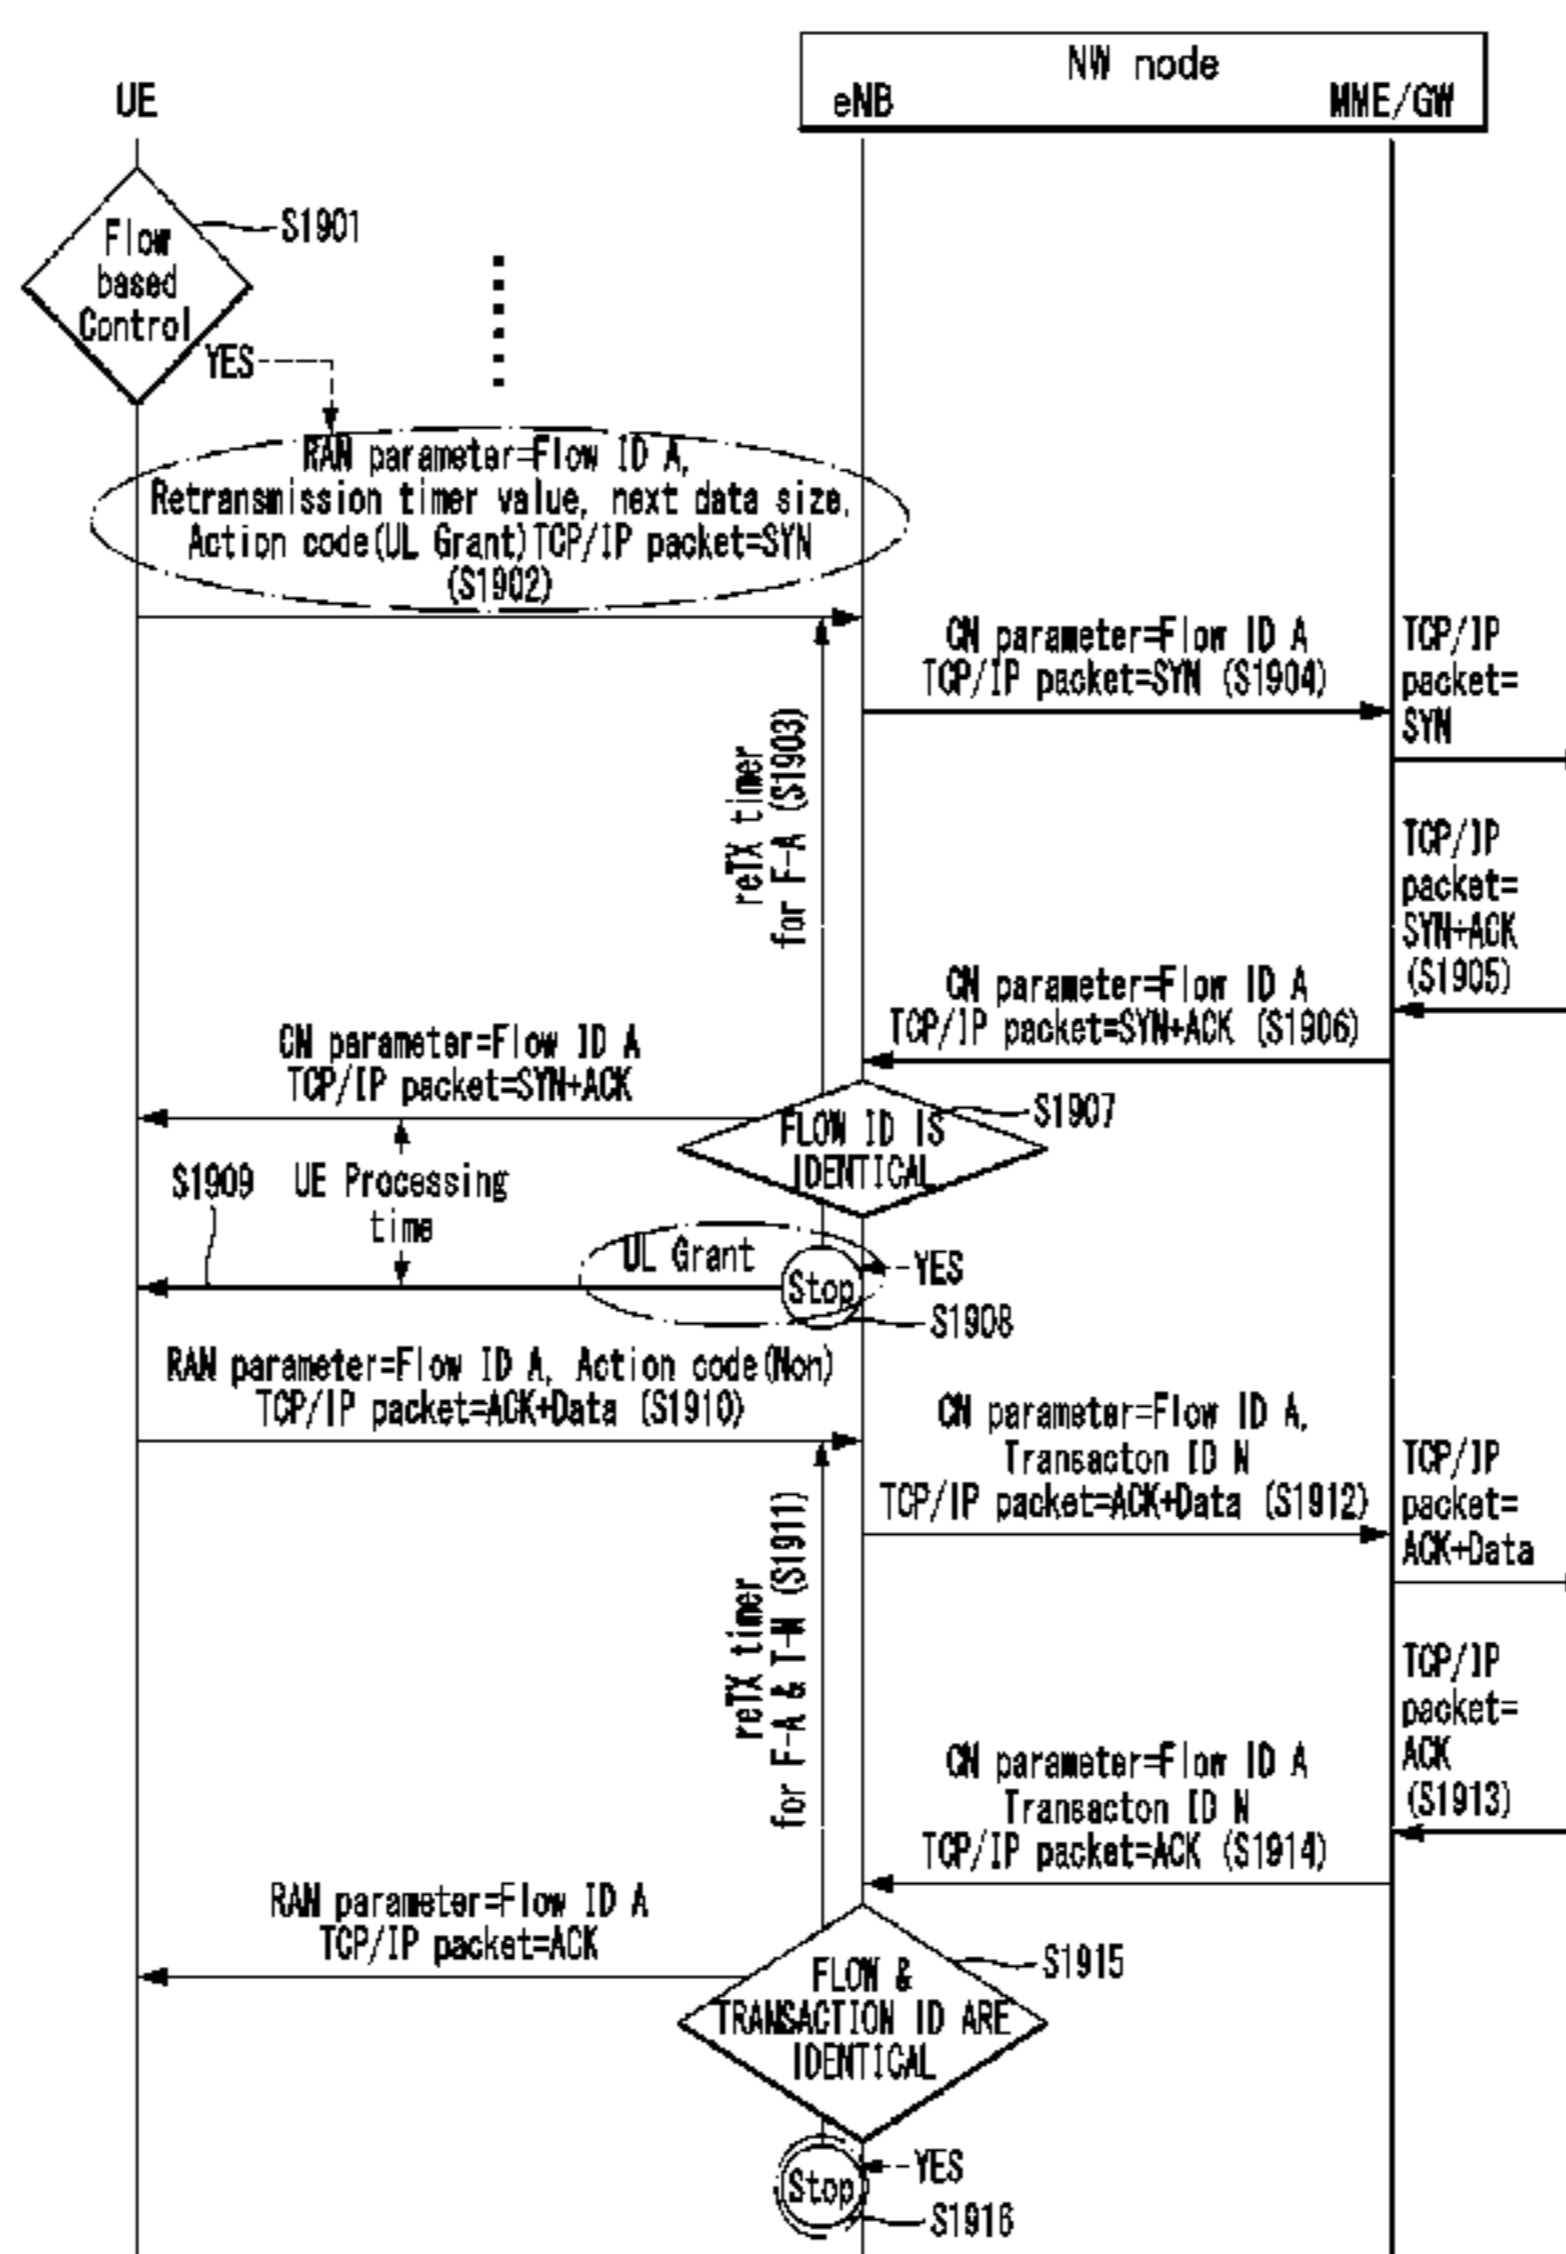 NW node
UE
eNB
MME/GW
S1901
Flow
based
Control
YES
RAN parameter=Flow ID A,
Retransmission timer value, next data size,
Action code(UL Grant)TCP/IP packet=SYN
(S1902)
CN parameter=Flow ID A
TCP/IP packet=SYN (S1904)
TCP/IP
packet=
SYN
reTX timer
for F-A (S1903)
TCP/IP
packet=
SYN+ACK
(S1905)
CN parameter=Flow ID A
TCP/IP packet=SYN+ACK (S1906)
CN parameter=Flow ID A
TCP/IP packet=SYN+ACK
S1907
FLOW ID IS
IDENTICAL
S1909
UE Processing
time
UL Grant
Stop
YES
S1908
RAN parameter=Flow ID A, Action code(Non)
TCP/IP packet=ACK+Data (S1910)
CN parameter=Flow ID A,
Transacton ID N
TCP/IP packet=ACK+Data (S1912)
TCP/IP
packet=
ACK+Data
reTX timer
for F-A & T-N (S1911)
TCP/IP
packet=
ACK
(S1913)
CN parameter=Flow ID A
Transacton ID N
TCP/IP packet=ACK (S1914)
RAN parameter=Flow ID A
TCP/IP packet=ACK
S1915
FLOW &
TRANSACTION ID ARE
IDENTICAL
Stop
YES
S1916